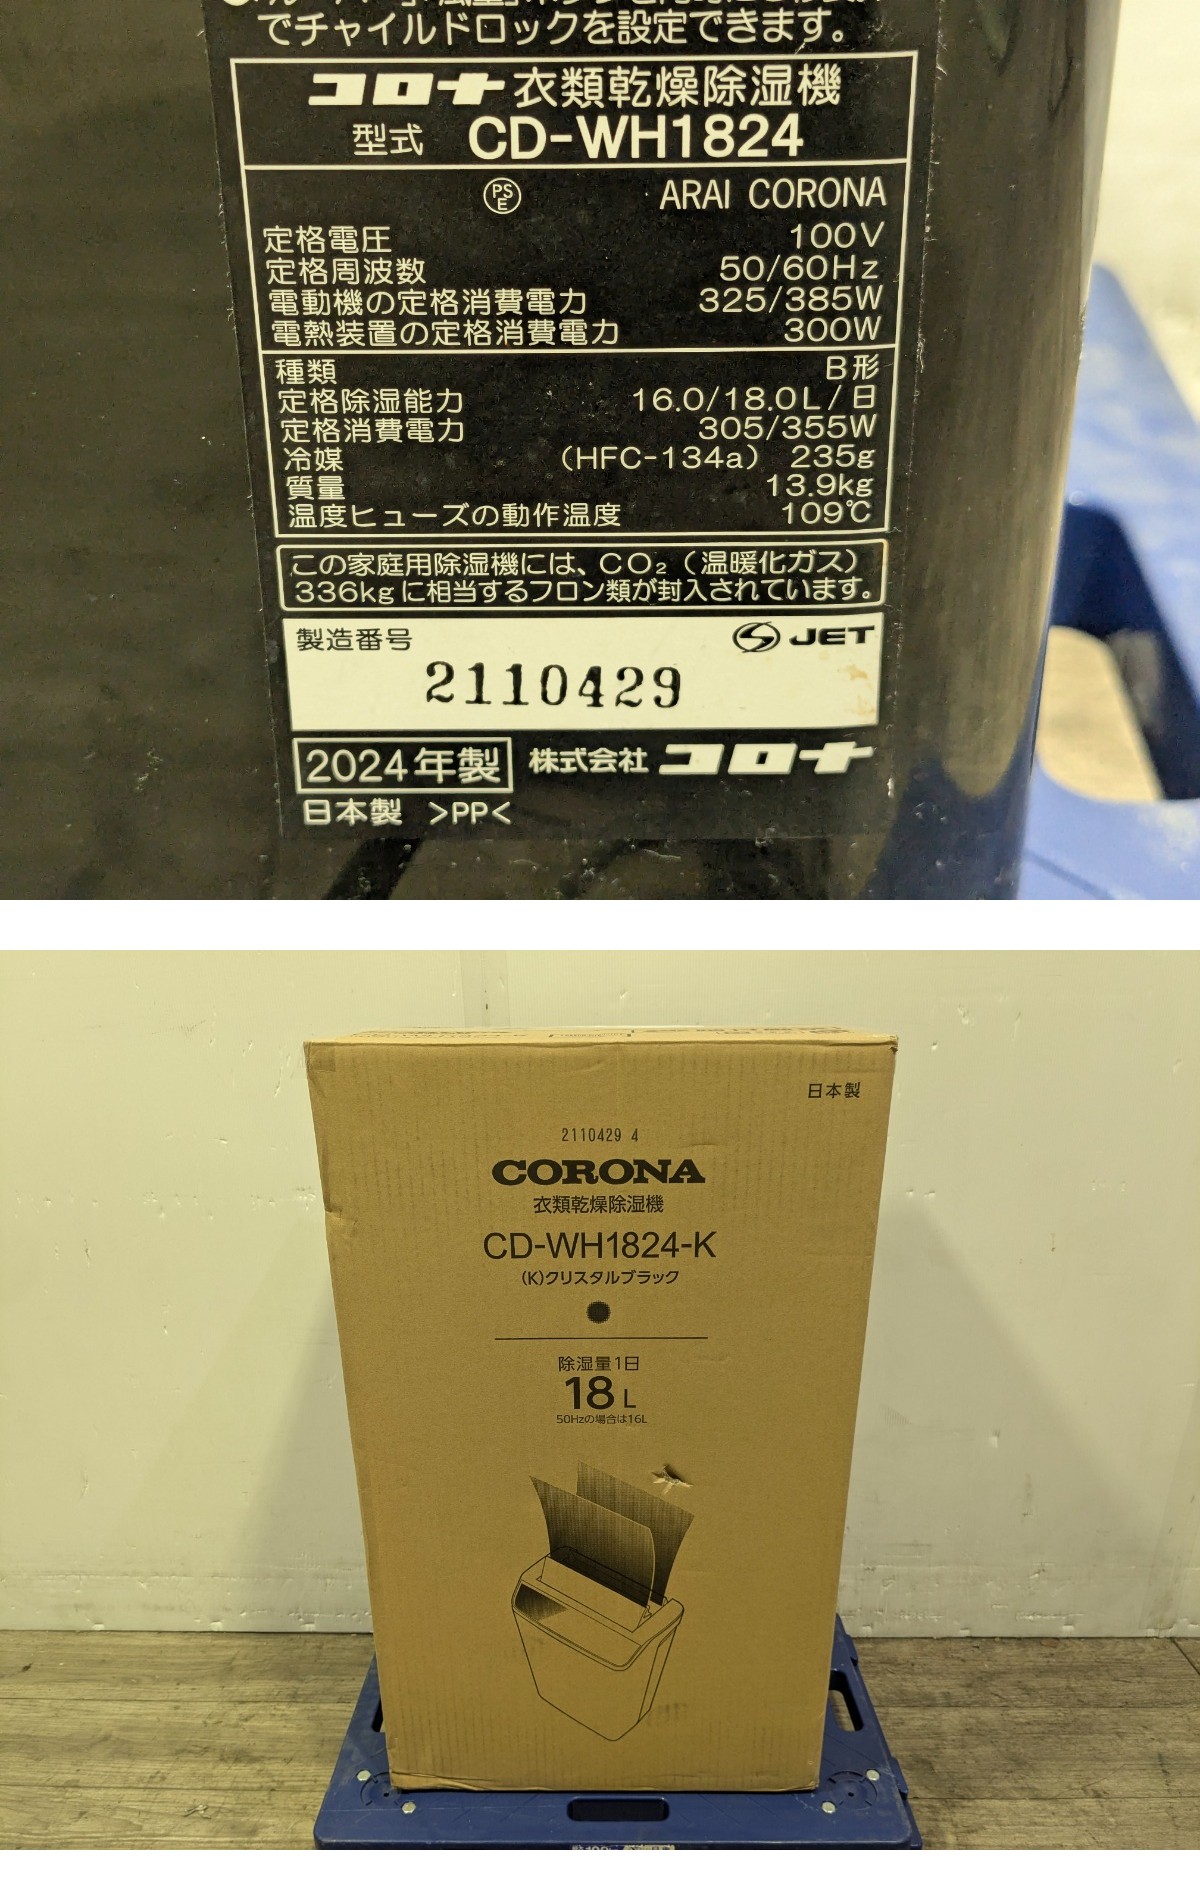 でチャイルドロックを設定できます。
コロナ 衣類乾燥除湿機
型式 CD-WH1824
PSE ARAI CORONA
定格電圧 100V
定格周波数 50/60Hz
電動機の定格消費電力 325/385W
電熱装置の定格消費電力 300W
種類 B形
定格除湿能力 16.0/18.0L/日
定格消費電力 305/355W
冷媒 (HFC-134a) 235g
質量 13.9kg
温度ヒューズの動作温度 109℃
この家庭用除湿機には、CO₂(温暖化ガス)
336kgに相当するフロン類が封入されています。
製造番号 JET
2110429
2024年製 株式会社 コロナ
日本製 >PP<
日本製
2110429 4
CORONA
衣類乾燥除湿機
CD-WH1824-K
(K)クリスタルブラック
除湿量1日
18L
50Hzの場合は16L